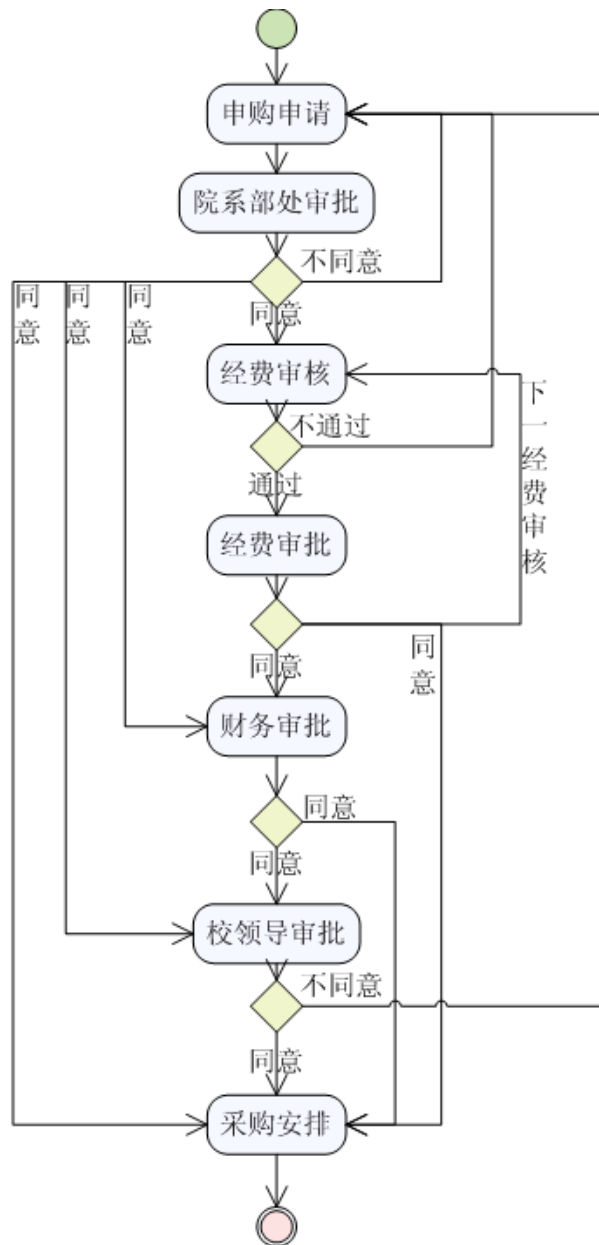 申购申请
院系部处审批
不同意
同意
同意
同意
同意
经费审核
不通过
下一经费审核
通过
经费审批
同意
同意
财务审批
同意
同意
校领导审批
不同意
同意
采购安排